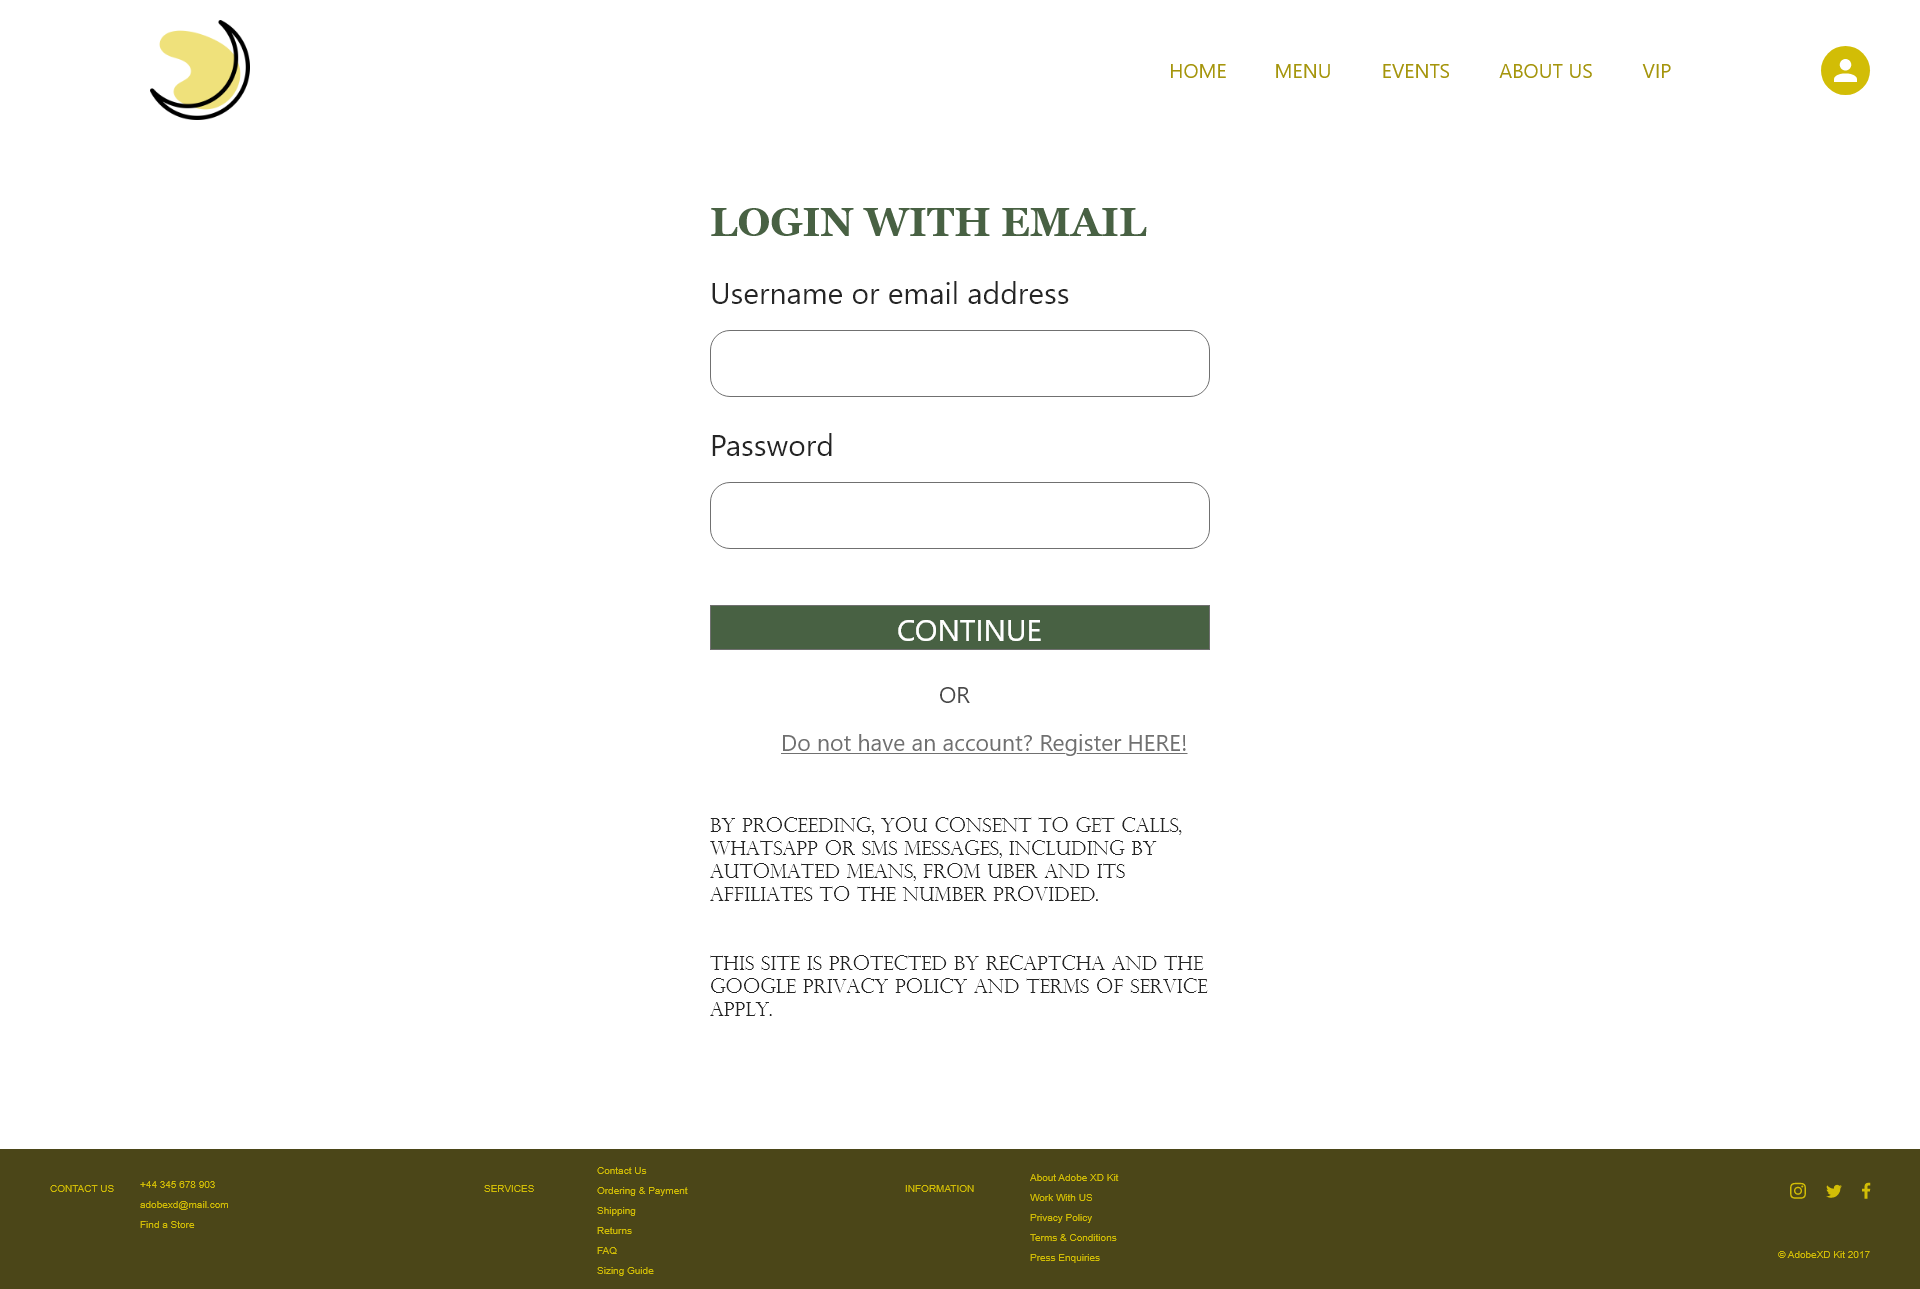 HOME MENU EVENTS ABOUT US VIP
LOGIN WITH EMAIL
Username or email address
Password
CONTINUE
OR
Do not have an account? Register HERE!
BY PROCEEDING, YOU CONSENT TO GET CALLS,
WHATSAPP OR SMS MESSAGES, INCLUDING BY
AUTOMATED MEANS, FROM UBER AND ITS
AFFILIATES TO THE NUMBER PROVIDED.
THIS SITE IS PROTECTED BY RECAPTCHA AND THE
GOOGLE PRIVACY POLICY AND TERMS OF SERVICE
APPLY.
CONTACT US
+44 345 678 903
adobexd@mail.com
Find a Store
SERVICES
Contact Us
Ordering & Payment
Shipping
Returns
FAQ
Sizing Guide
INFORMATION
About Adobe XD Kit
Work With US
Privacy Policy
Terms & Conditions
Press Enquiries
© AdobeXD Kit 2017